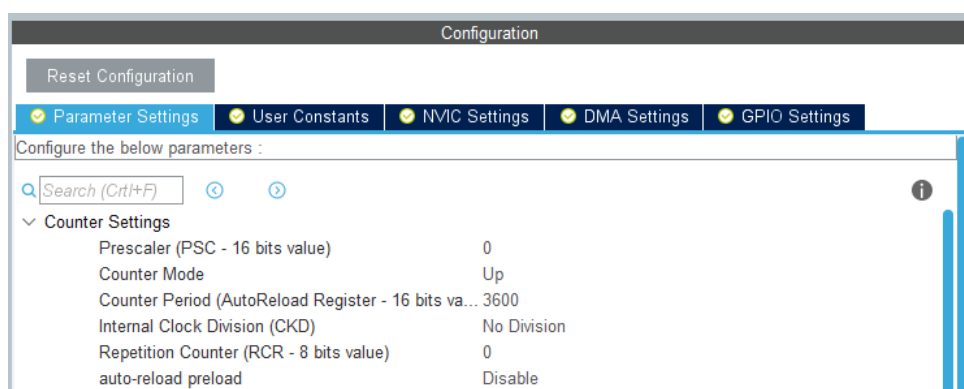 Configuration
Reset Configuration
Parameter Settings User Constants NVIC Settings DMA Settings GPIO Settings
Configure the below parameters :
Search (Crtl+F)
Counter Settings
Prescaler (PSC - 16 bits value) 0
Counter Mode Up
Counter Period (AutoReload Register - 16 bits va... 3600
Internal Clock Division (CKD) No Division
Repetition Counter (RCR - 8 bits value) 0
auto-reload preload Disable